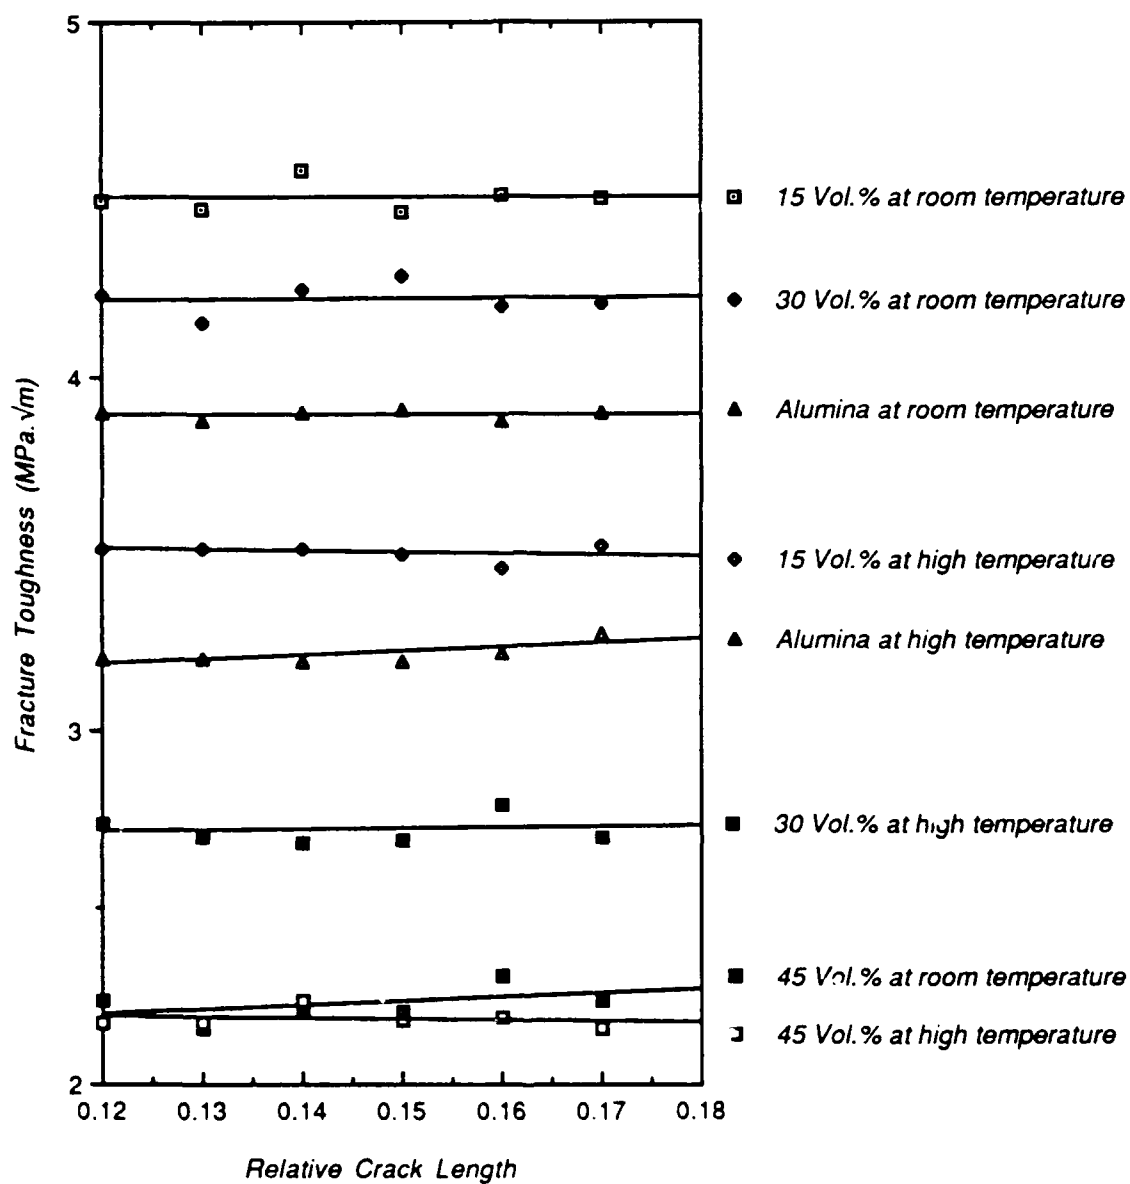 5
4
3
2
0.12 0.13 0.14 0.15 0.16 0.17 0.18
Fracture Toughness (MPa.√m)
Relative Crack Length
15 Vol.% at room temperature
30 Vol.% at room temperature
Alumina at room temperature
15 Vol.% at high temperature
Alumina at high temperature
30 Vol.% at high temperature
45 Vol.% at room temperature
45 Vol.% at high temperature